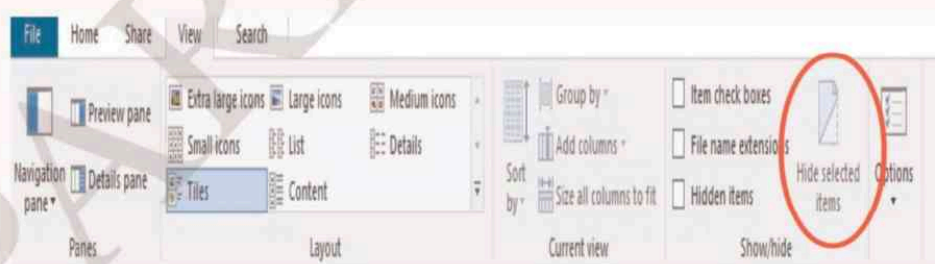 File Home Share View Search
Extra large icons Large icons Medium icons
Small icons List Details
Tiles Content
Preview pane
Details pane
Navigation
pane
Panes
Layout
Sort
by
Group by
Add columns
Size all columns to fit
Current view
Item check boxes
File name extensions
Hidden items
Hide selected
items
Show/hide
Options